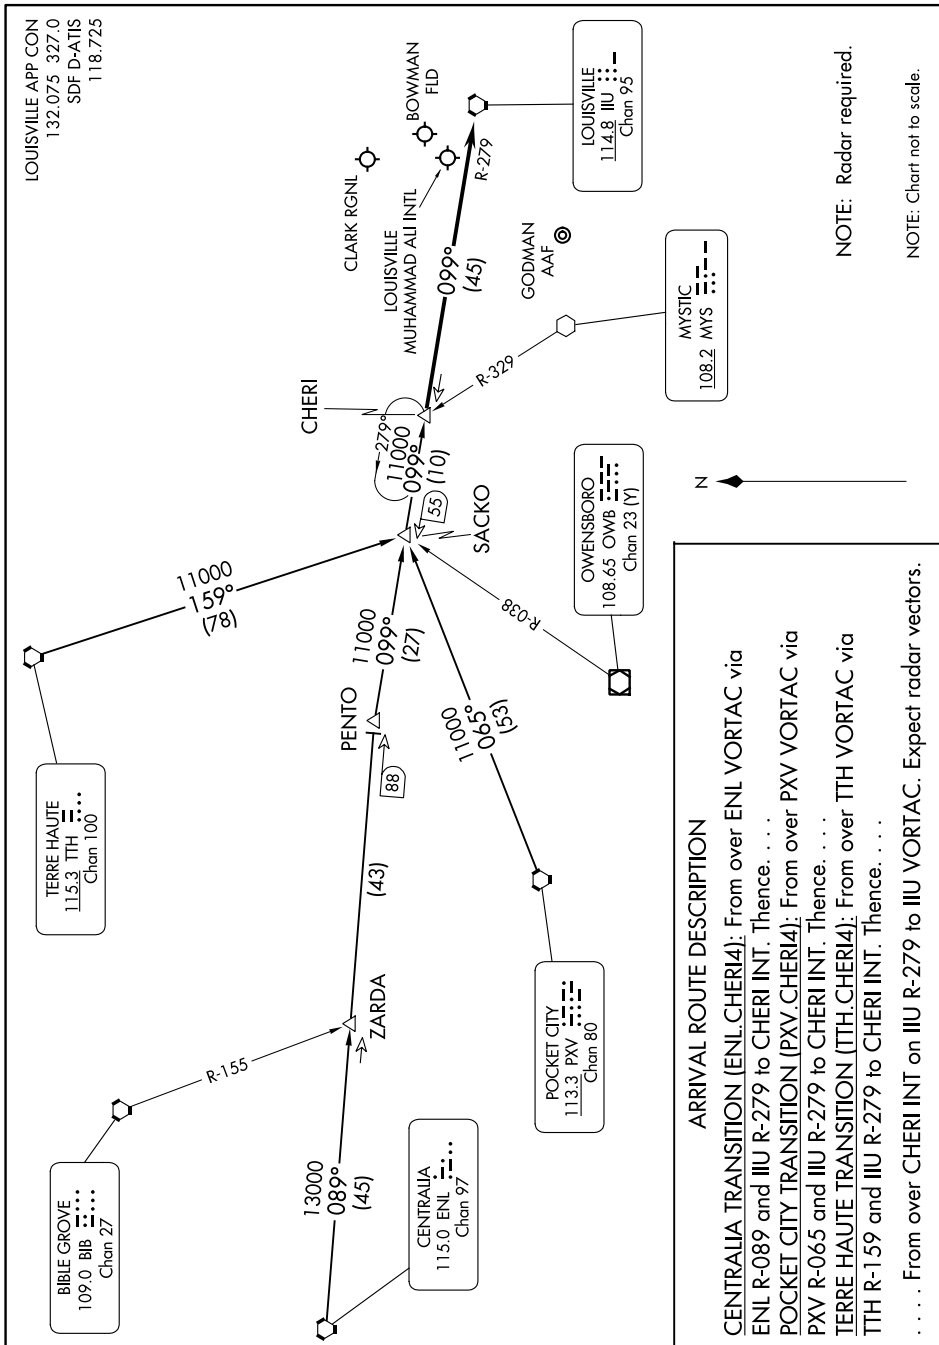 LOUISVILLE APP CON
132.075 327.0
SDF D-ATIS
118.725
BIBLE GROVE
109.0 BIB
Chan 27
TERRE HAUTE
115.3 TTH
Chan 100
CENTRALIA
115.0 ENL
Chan 97
POCKET CITY
113.3 PXV
Chan 80
OWENSBORO
108.65 OWB
Chan 23 (Y)
MYSTIC
108.2 MYS
LOUISVILLE
114.8 IIU
Chan 95
13000
089°
(45)
R-155
ZARDA
(43)
88
PENTO
11000
099°
(27)
11000
159°
(78)
11000
065°
(53)
R-038
SACKO
55
11000
099°
(10)
279°
CHERI
R-329
099°
(45)
R-279
CLARK RGNL
BOWMAN
FLD
LOUISVILLE
MUHAMMAD ALI INTL
GODMAN
AAF
N
NOTE: Radar required.
NOTE: Chart not to scale.
ARRIVAL ROUTE DESCRIPTION
CENTRALIA TRANSITION (ENL.CHERI4): From over ENL VORTAC via
ENL R-089 and IIU R-279 to CHERI INT. Thence. . . .
POCKET CITY TRANSITION (PXV.CHERI4): From over PXV VORTAC via
PXV R-065 and IIU R-279 to CHERI INT. Thence. . . .
TERRE HAUTE TRANSITION (TTH.CHERI4): From over TTH VORTAC via
TTH R-159 and IIU R-279 to CHERI INT. Thence. . . .
. . . . From over CHERI INT on IIU R-279 to IIU VORTAC. Expect radar vectors.